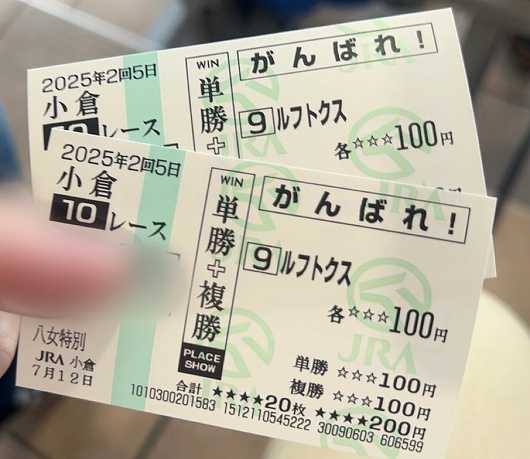 2025年2回5日
小倉
レース
WIN
単勝+
がんばれ!
9 ルフトクス
各☆☆☆100円
JRA
2025年2回5日
小倉
10 レース
八女特別
JRA 小倉
7月12日
WIN
単勝+複勝
PLACE
SHOW
がんばれ!
9 ルフトクス
各☆☆☆100円
JRA
単勝 ☆☆☆100円
複勝 ☆☆☆100円
合計 ★★★★20枚 ★★★★200円
1010300201583 1512110545222 30090603 606599